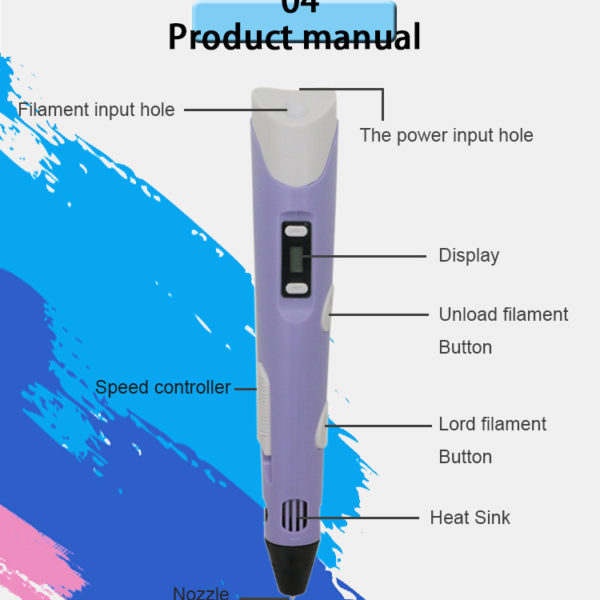 04
Product manual
Filament input hole
The power input hole
Display
Unload filament
Button
Speed controller
Lord filament
Button
Heat Sink
Nozzle